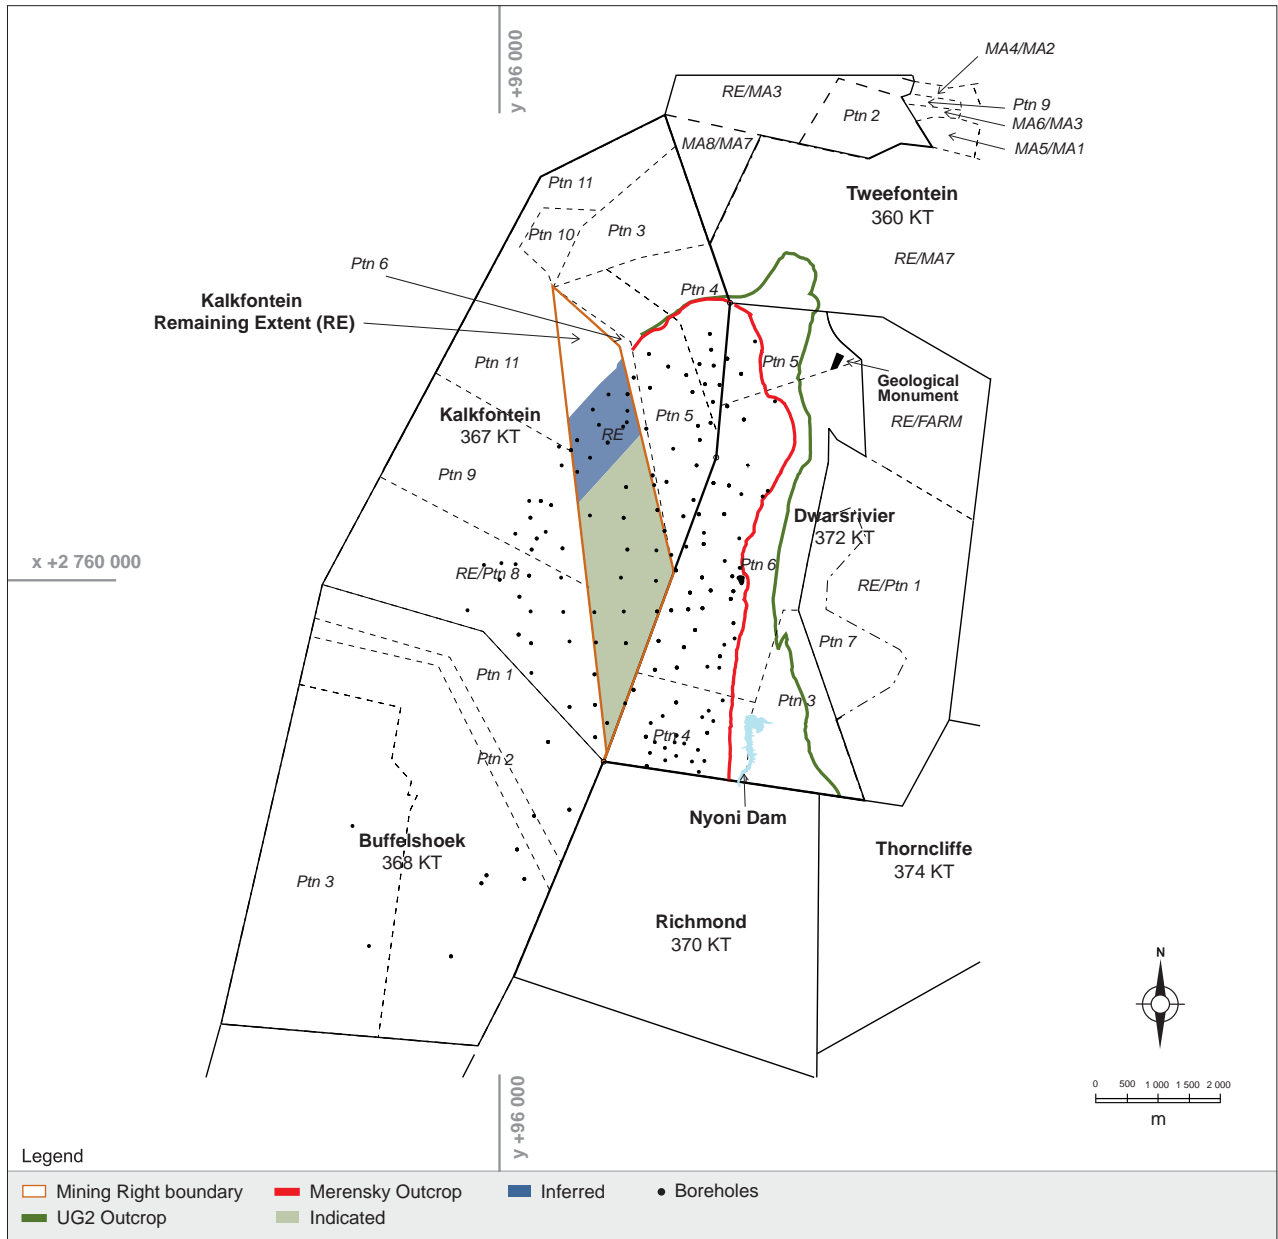 y +96 000
MA4/MA2
RE/MA3
Ptn 9
Ptn 2
MA6/MA3
MA8/MA7
MA5/MA1
Ptn 11
Tweefontein
360 KT
Ptn 10
Ptn 3
RE/MA7
Ptn 6
Ptn 4
Kalkfontein
Remaining Extent (RE)
Ptn 11
Ptn 5
Geological
Monument
Kalkfontein
367 KT
Ptn 5
RE/FARM
RE
Ptn 9
Dwarsrivier
372 KT
x +2 760 000
RE/Ptn 8
Ptn 6
RE/Ptn 1
Ptn 7
Ptn 1
Ptn 3
Ptn 4
Ptn 2
Nyoni Dam
Buffelshoek
368 KT
Thorncliffe
374 KT
Ptn 3
Richmond
370 KT
N
0 500 1 000 1 500 2 000
m
y +96 000
Legend
Mining Right boundary
Merensky Outcrop
Inferred
Boreholes
UG2 Outcrop
Indicated